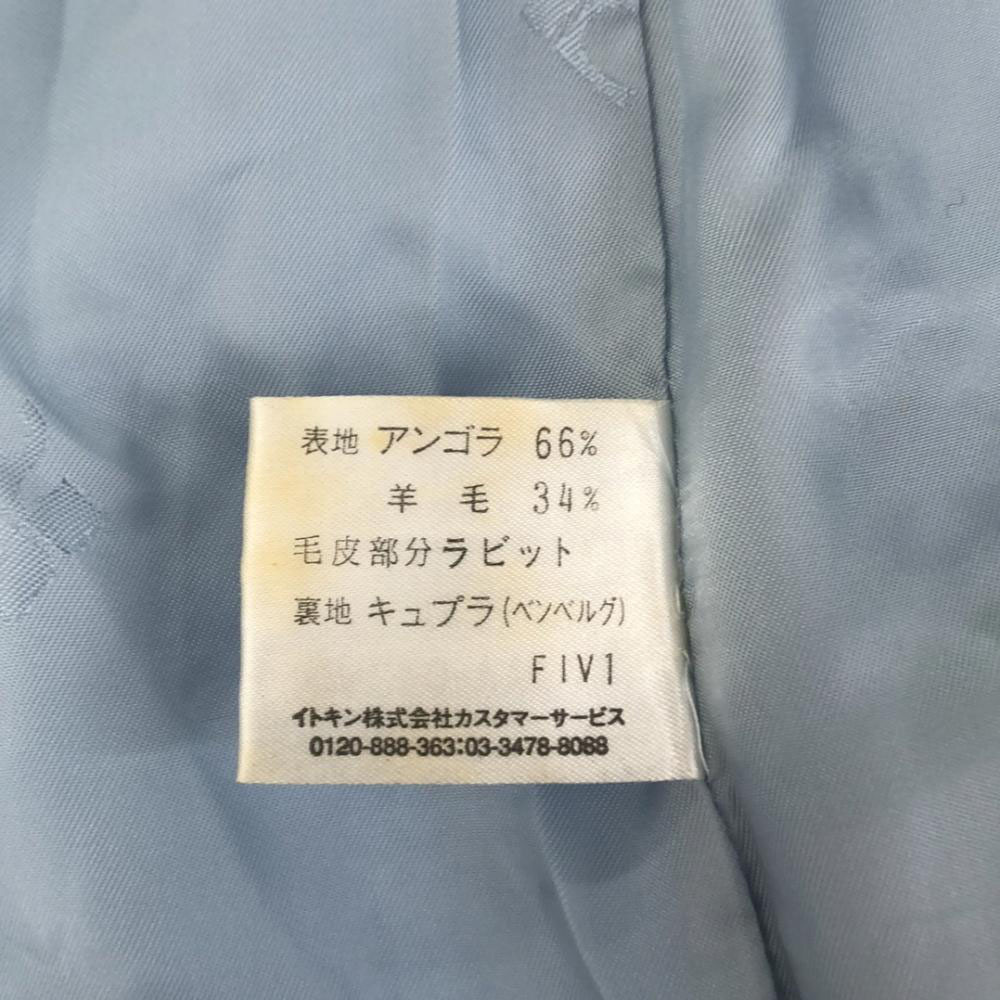 表地 アンゴラ 66%
羊 毛 34%
毛皮部分ラビット
裏地 キュプラ(ベンベルグ)
FIV1
イトキン株式会社カスタマーサービス
0120-888-363:03-3478-8088